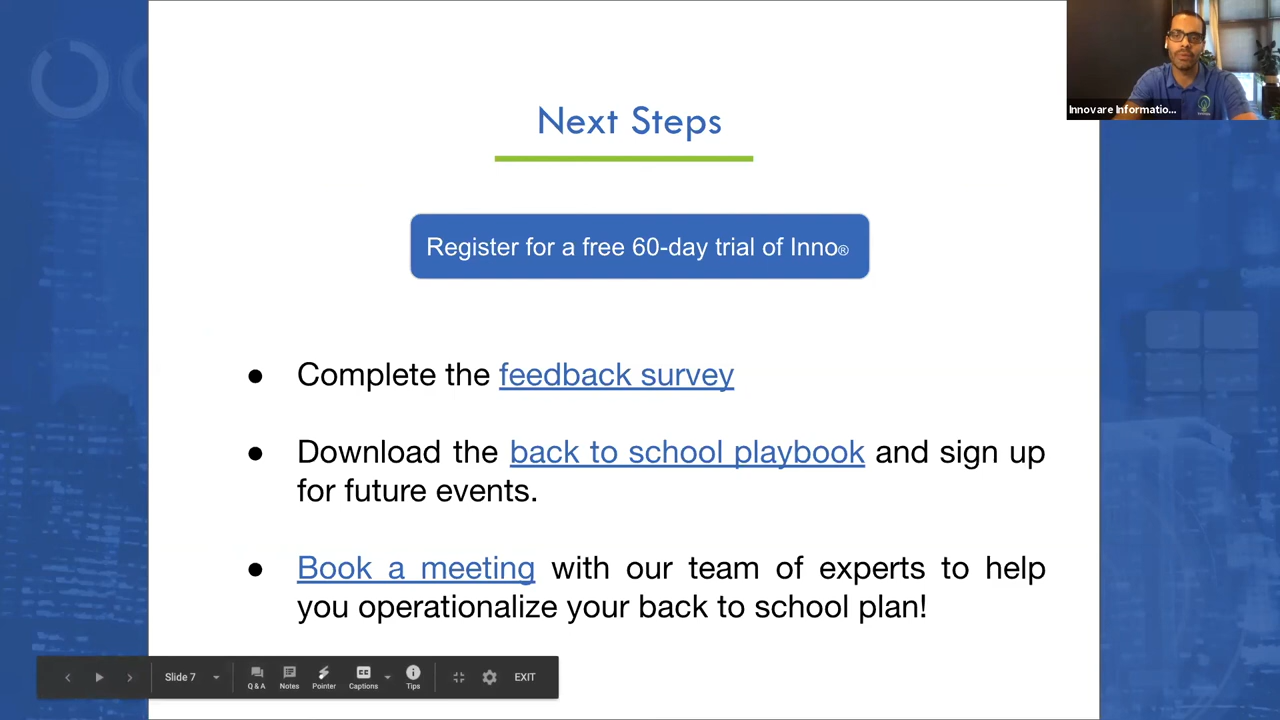 Innovare Informatio...
Next Steps
Register for a free 60-day trial of Inno®
● Complete the feedback survey
● Download the back to school playbook and sign up
for future events.
● Book a meeting with our team of experts to help
you operationalize your back to school plan!
Slide 7
Q & A
Notes
Pointer
CC
Captions
Tips
EXIT